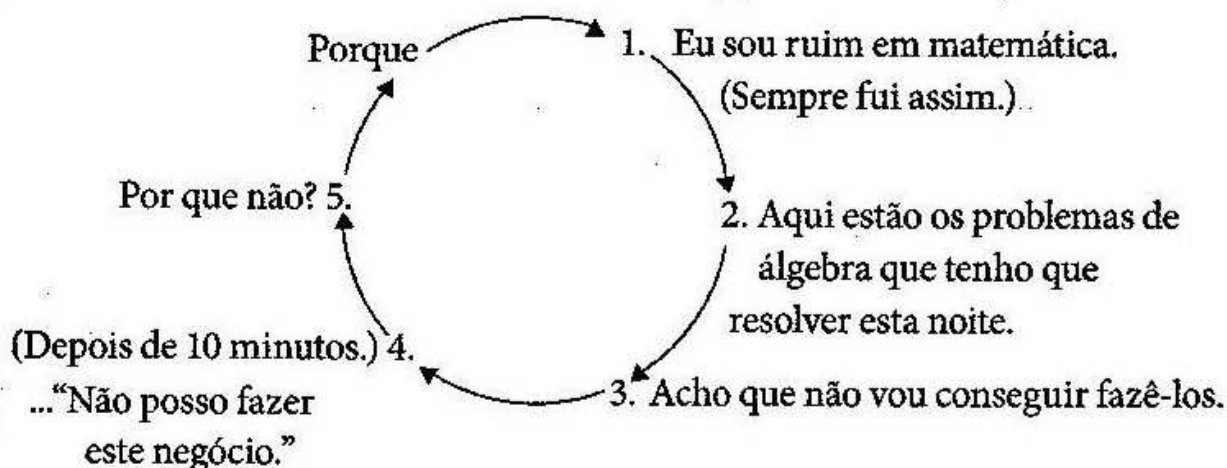 Porque
1. Eu sou ruim em matemática.
(Sempre fui assim.)
2. Aqui estão os problemas de
álgebra que tenho que
resolver esta noite.
3. Acho que não vou conseguir fazê-los.
(Depois de 10 minutos.) 4.
..."Não posso fazer
este negócio."
Por que não? 5.